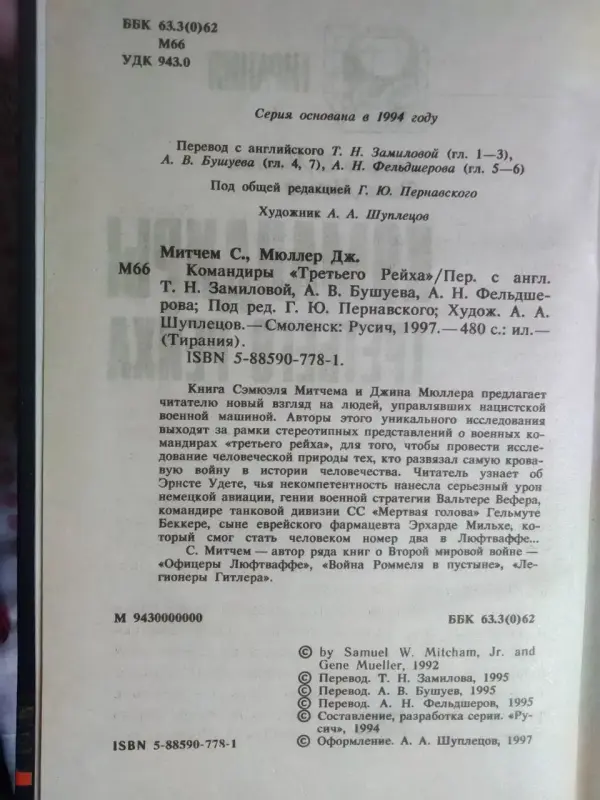 ББК 63.3(0)62
М66
УДК 943.0
Серия основана в 1994 году
Перевод с английского Т. Н. Замиловой (гл. 1—3),
А. В. Бушуева (гл. 4, 7), А. Н. Фельдшерова (гл. 5—6)
Под общей редакцией Г. Ю. Пернавского
Художник А. А. Шуплецов
Митчем С., Мюллер Дж.
М66 Командиры «Третьего Рейха»/Пер. с англ.
Т. Н. Замиловой, А. В. Бушуева, А. Н. Фельдше-
рова; Под ред. Г. Ю. Пернавского; Худож. А. А.
Шуплецов.—Смоленск: Русич, 1997.—480 с.: ил.—
(Тирания).
ISBN 5-88590-778-1.
Книга Сэмюэля Митчема и Джина Мюллера предлагает
читателю новый взгляд на людей, управлявших нацистской
военной машиной. Авторы этого уникального исследования
выходят за рамки стереотипных представлений о военных ко-
мандирах «третьего рейха», для того, чтобы провести иссле-
дование человеческой природы тех, кто развязал самую крова-
вую войну в истории человечества. Читатель узнает об
Эрнсте Удете, чья некомпетентность нанесла серьезный урон
немецкой авиации, гении военной стратегии Вальтере Вефера,
командире танковой дивизии СС «Мертвая голова» Гельмуте
Беккере, сыне еврейского фармацевта Эрхарде Мильхе, ко-
торый смог стать человеком номер два в Люфтваффе...
С. Митчем — автор ряда книг о Второй мировой войне —
«Офицеры Люфтваффе», «Война Роммеля в пустыне», «Ле-
гионеры Гитлера».
М 9430000000 ББК 63.3(0)62
© by Samuel W. Mitcham, Jr. and
Gene Mueller, 1992
© Перевод. Т. Н. Замилова, 1995
© Перевод. А. В. Бушуев, 1995
© Перевод. А. Н. Фельдшеров, 1995
© Составление, разработка серии. «Ру-
сич», 1994
ISBN 5-88590-778-1 © Оформление. А. А. Шуплецов, 1997